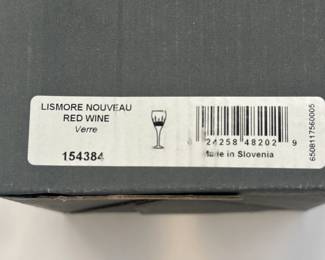 LISMORE NOUVEAU
RED WINE
Verre
154384
24258 48202 9
Made in Slovenia
6508117560005